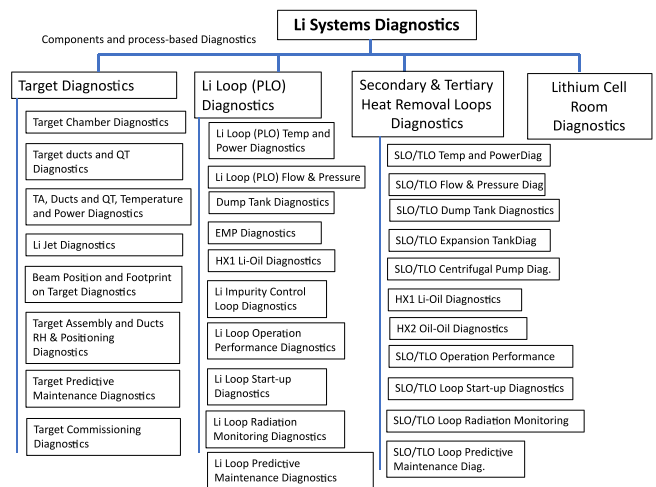 Li Systems Diagnostics
Components and process-based Diagnostics
Target Diagnostics
Target Chamber Diagnostics
Target ducts and QT
Diagnostics
TA, Ducts and QT, Temperature
and Power Diagnostics
Li Jet Diagnostics
Beam Position and Footprint
on Target Diagnostics
Target Assembly and Ducts
RH & Positioning
Diagnostics
Target Predictive
Maintenance Diagnostics
Target Commissioning
Diagnostics
Li Loop (PLO)
Diagnostics
Li Loop (PLO) Temp and
Power Diagnostics
Li Loop (PLO) Flow & Pressure
Dump Tank Diagnostics
EMP Diagnostics
HX1 Li-Oil Diagnostics
Li Impurity Control
Loop Diagnostics
Li Loop Operation
Performance Diagnostics
Li Loop Start-up
Diagnostics
Li Loop Radiation
Monitoring Diagnostics
Li Loop Predictive
Maintenance Diagnostics
Secondary & Tertiary
Heat Removal Loops
Diagnostics
SLO/TLO Temp and PowerDiag
SLO/TLO Flow & Pressure Diag
SLO/TLO Dump Tank Diagnostics
SLO/TLO Expansion TankDiag
SLO/TLO Centrifugal Pump Diag.
HX1 Li-Oil Diagnostics
HX2 Oil-Oil Diagnostics
SLO/TLO Operation Performance
SLO/TLO Loop Start-up Diagnostics
SLO/TLO Loop Radiation Monitoring
SLO/TLO Loop Predictive
Maintenance Diag.
Lithium Cell
Room
Diagnostics